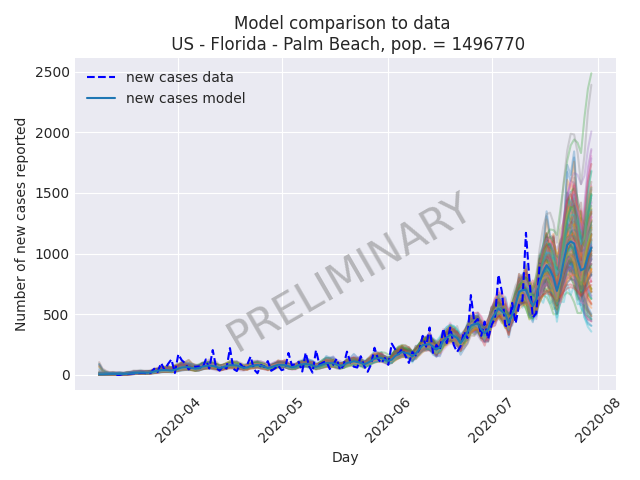 Model comparison to data
US - Florida - Palm Beach, pop. = 1496770
new cases data
new cases model
Number of new cases reported
2500
2000
1500
1000
500
0
PRELIMINARY
2020-04
2020-05
2020-06
2020-07
2020-08
Day